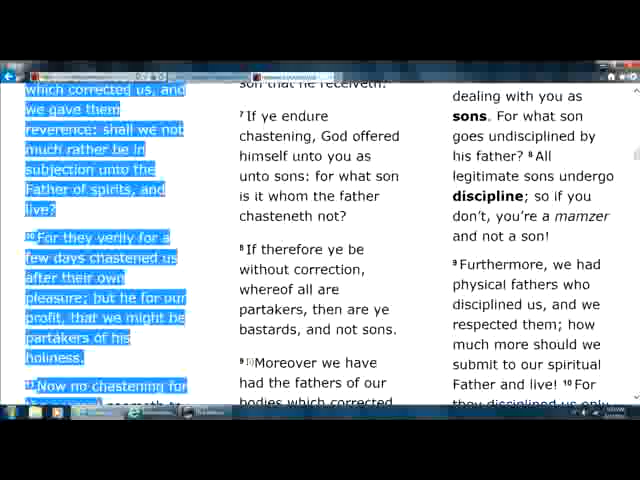 which corrected us, and
we gave them
reverence: shall we not
much rather be in
subjection unto the
Father of spirits, and
live?
10 For they verily for a
few days chastened us
after their own
pleasure; but he for our
profit, that we might be
partakers of his
holiness.
11 Now no chastening for
son that he receiveth.
7 If ye endure
chastening, God offered
himself unto you as
unto sons: for what son
is it whom the father
chasteneth not?
8 If therefore ye be
without correction,
whereof all are
partakers, then are ye
bastards, and not sons.
9 Moreover we have
had the fathers of our
bodies which corrected
dealing with you as
sons. For what son
goes undisciplined by
his father? 8 All
legitimate sons undergo
discipline; so if you
don't, you're a mamzer
and not a son!
9 Furthermore, we had
physical fathers who
disciplined us, and we
respected them; how
much more should we
submit to our spiritual
Father and live! 10 For
they disciplined us only